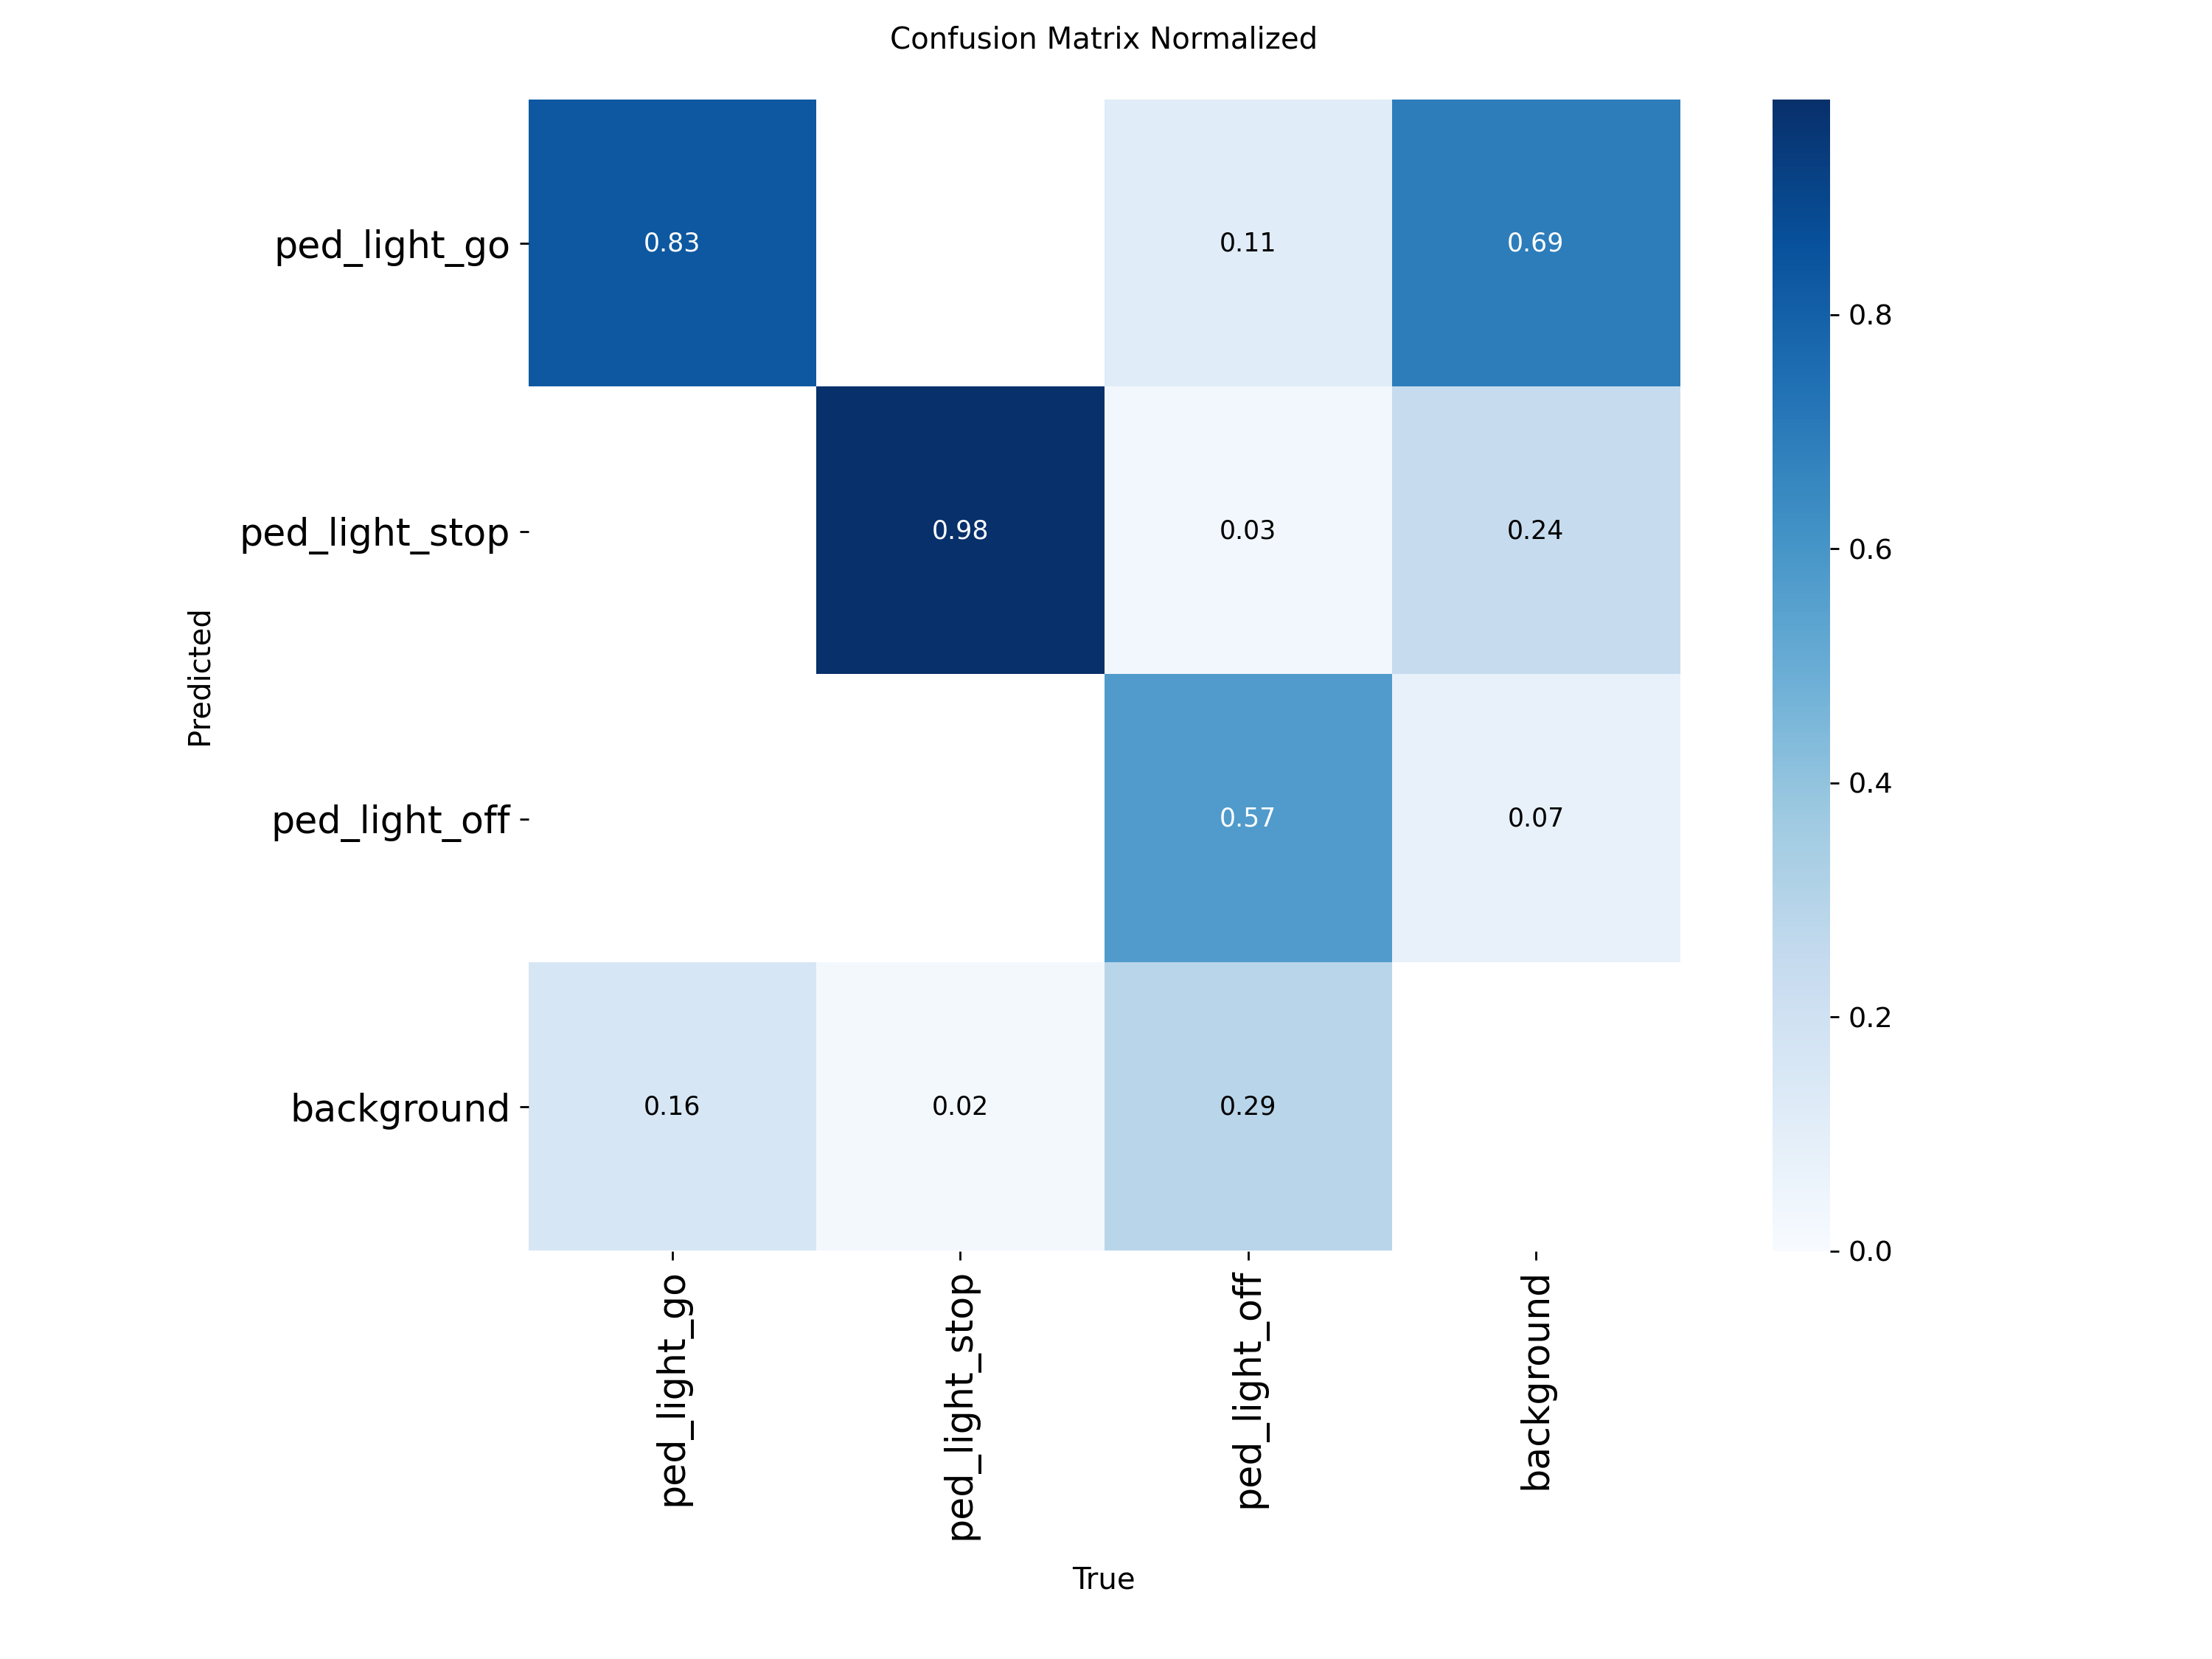 Confusion Matrix Normalized
ped_light_go
0.83
0.11
0.69
ped_light_stop
0.98
0.03
0.24
ped_light_off
0.57
0.07
background
0.16
0.02
0.29
Predicted
ped_light_go
ped_light_stop
ped_light_off
background
True
0.8
0.6
0.4
0.2
0.0